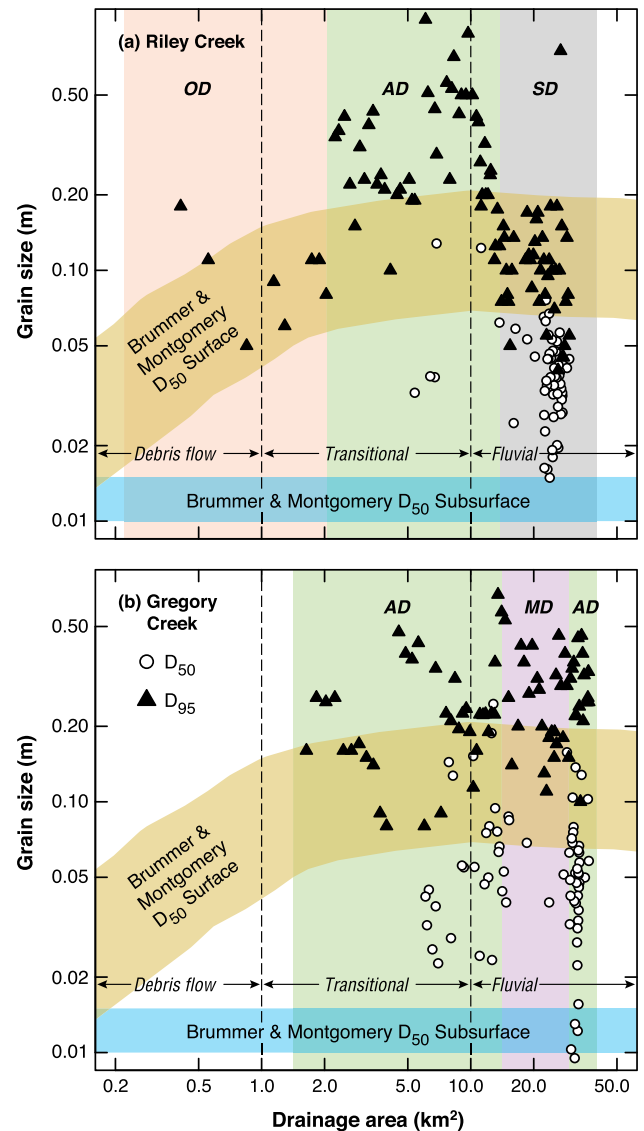 (a) Riley Creek
OD
AD
SD
0.50
0.20
0.10
0.05
0.02
0.01
Grain size (m)
Brummer &
Montgomery
D50 Surface
Debris flow
Transitional
Fluvial
Brummer & Montgomery D50 Subsurface
(b) Gregory
Creek
AD
MD
AD
D50
D95
0.50
0.20
0.10
0.05
0.02
0.01
Grain size (m)
Brummer &
Montgomery
D50 Surface
Debris flow
Transitional
Fluvial
Brummer & Montgomery D50 Subsurface
0.2 0.5 1.0 2.0 5.0 10.0 20.0 50.0
Drainage area (km²)